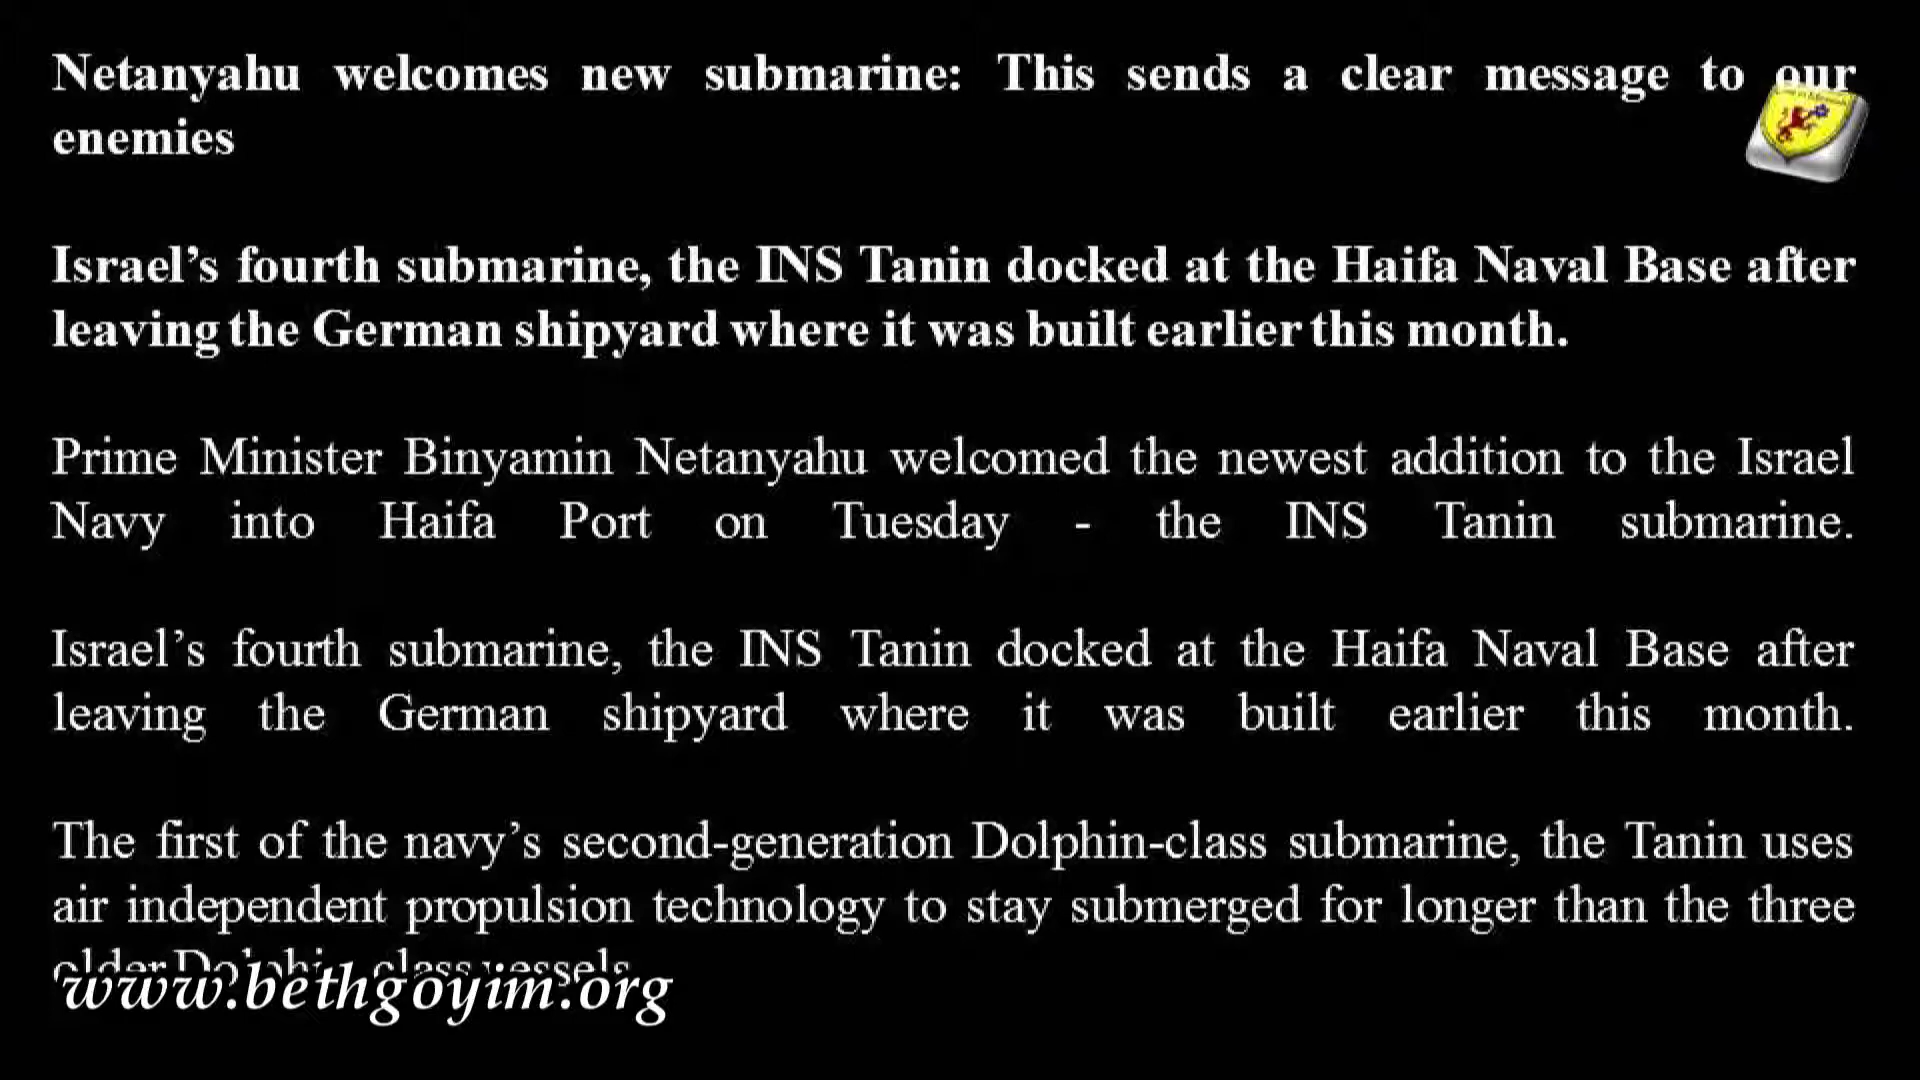 Netanyahu welcomes new submarine: This sends a clear message to our
enemies
Israel’s fourth submarine, the INS Tanin docked at the Haifa Naval Base after
leaving the German shipyard where it was built earlier this month.
Prime Minister Binyamin Netanyahu welcomed the newest addition to the Israel
Navy into Haifa Port on Tuesday - the INS Tanin submarine.
Israel’s fourth submarine, the INS Tanin docked at the Haifa Naval Base after
leaving the German shipyard where it was built earlier this month.
The first of the navy’s second-generation Dolphin-class submarine, the Tanin uses
air independent propulsion technology to stay submerged for longer than the three
older Dolphin-class vessels.
www.bethgoyim.org